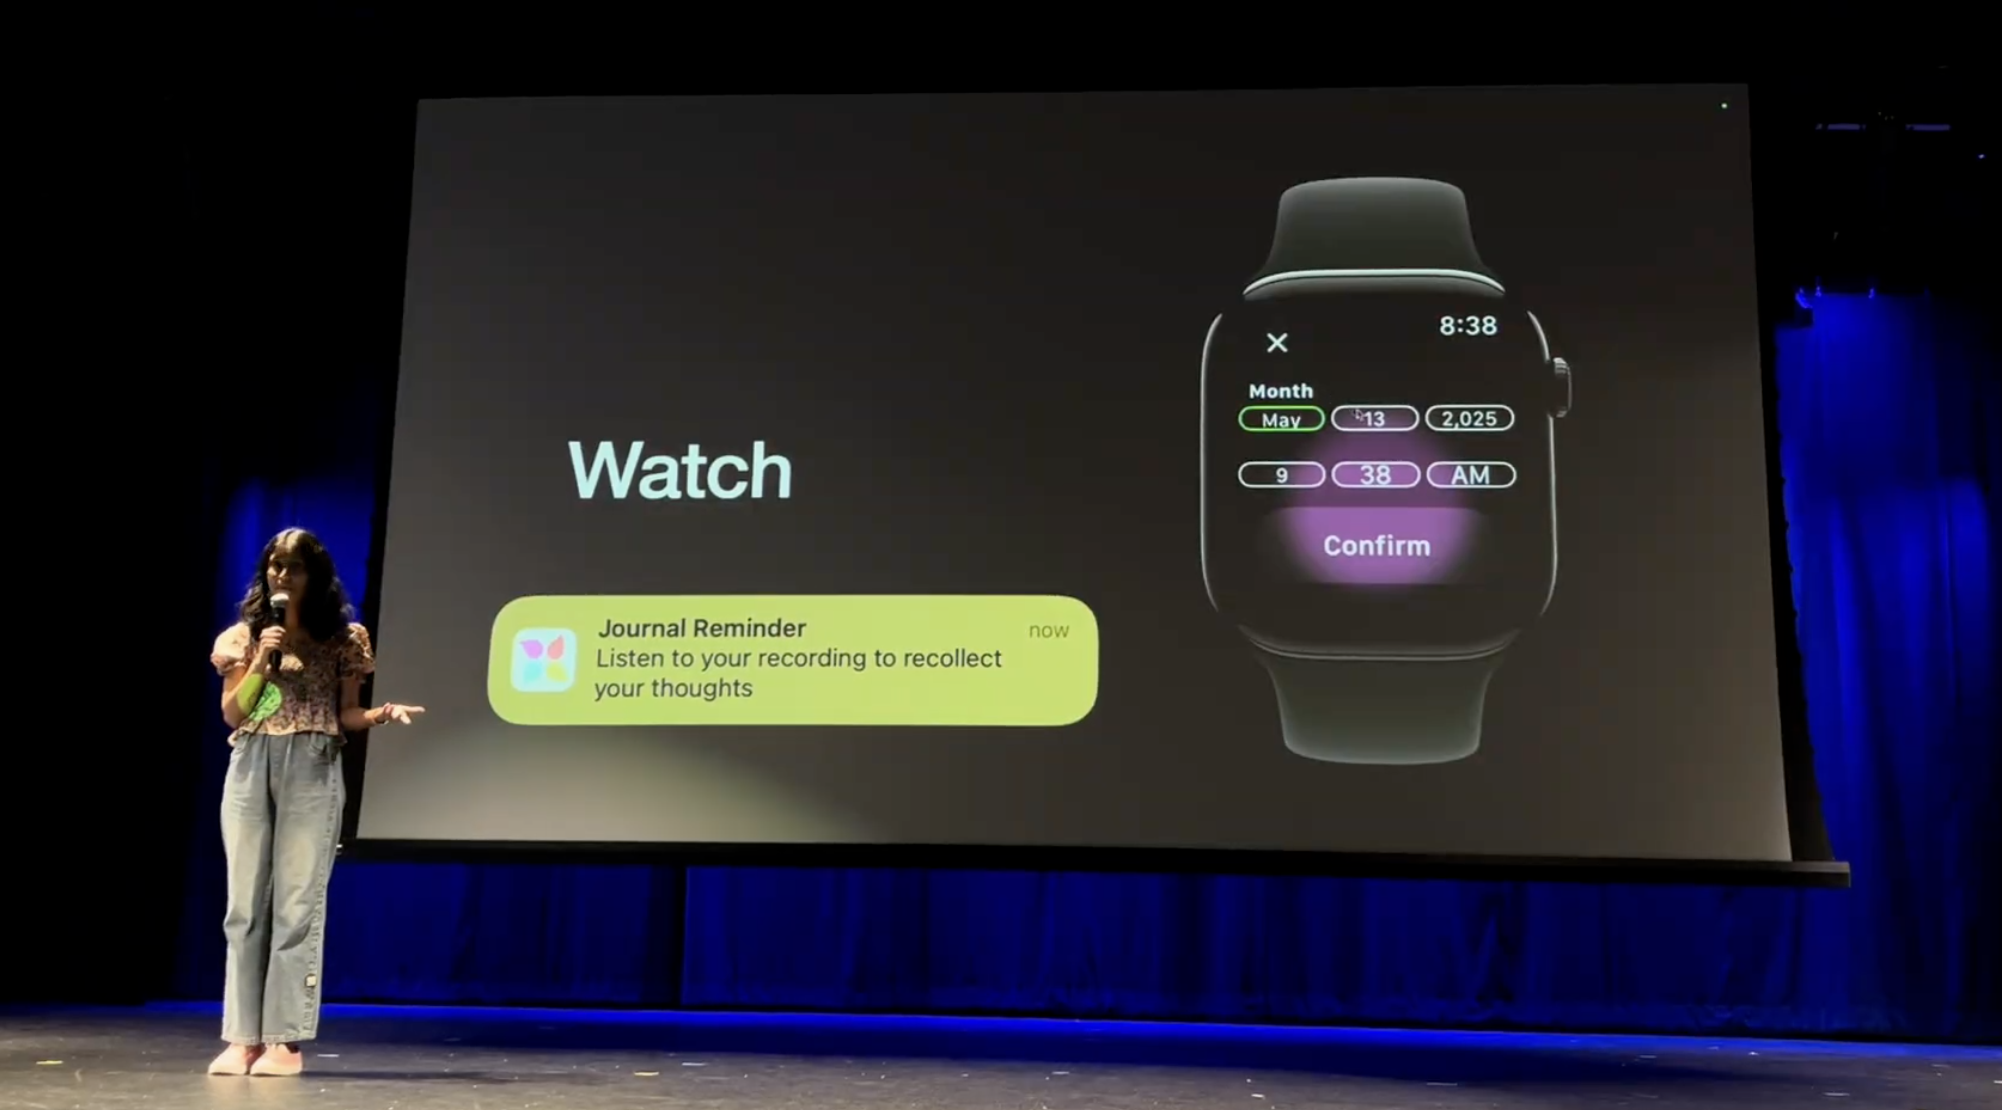 Watch
Journal Reminder
now
Listen to your recording to recollect
your thoughts
8:38
Month
May 13 2,025
9 38 AM
Confirm